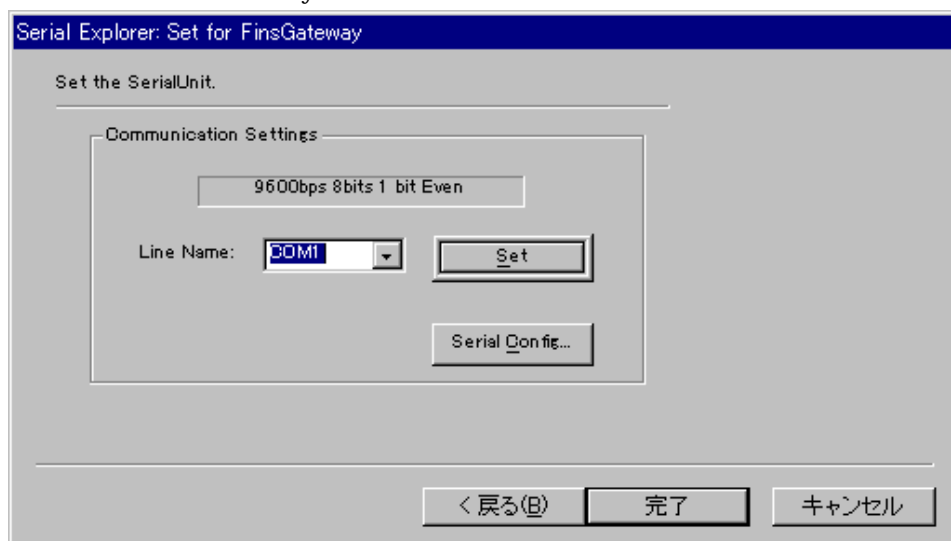 Serial Explorer: Set for FinsGateway
Set the SerialUnit.
Communication Settings
9600bps 8bits 1 bit Even
Line Name: COM1 Set
Serial Config...
< 戻る(B) 完了 キャンセル